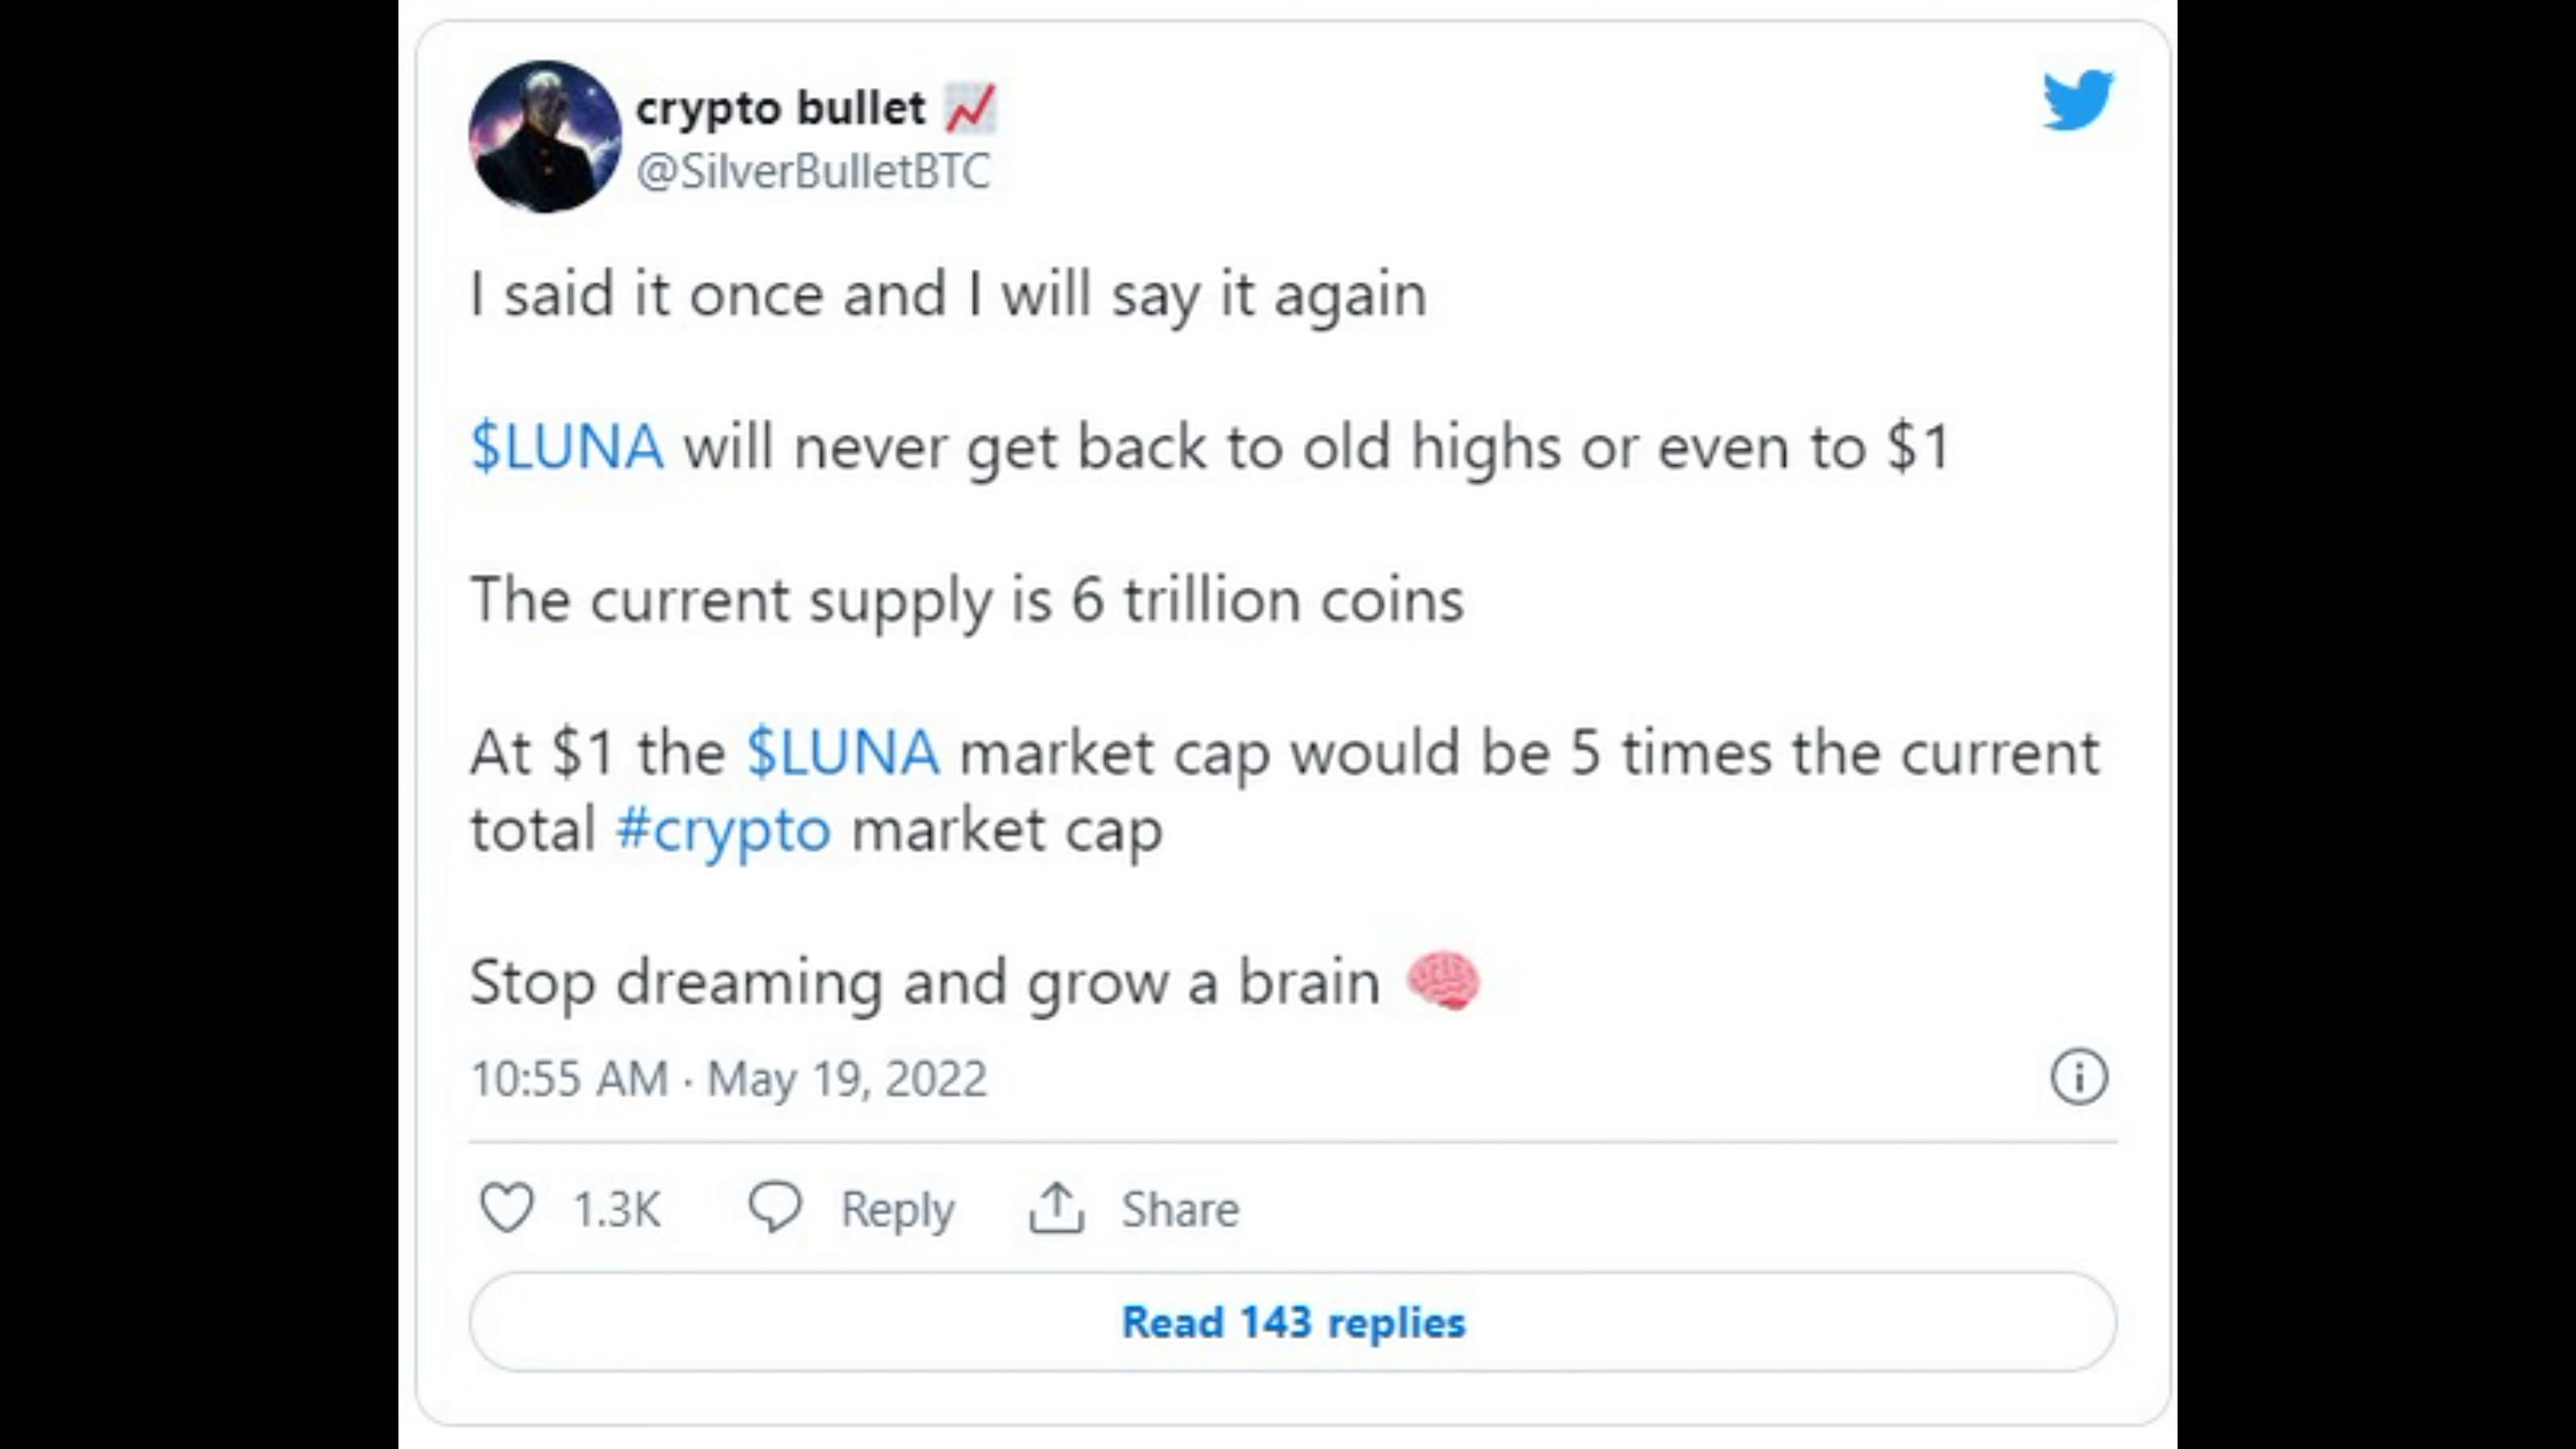 crypto bullet 📈
@SilverBulletBTC
I said it once and I will say it again
$LUNA will never get back to old highs or even to $1
The current supply is 6 trillion coins
At $1 the $LUNA market cap would be 5 times the current
total #crypto market cap
Stop dreaming and grow a brain 🧠
10:55 AM · May 19, 2022
1.3K Reply Share
Read 143 replies